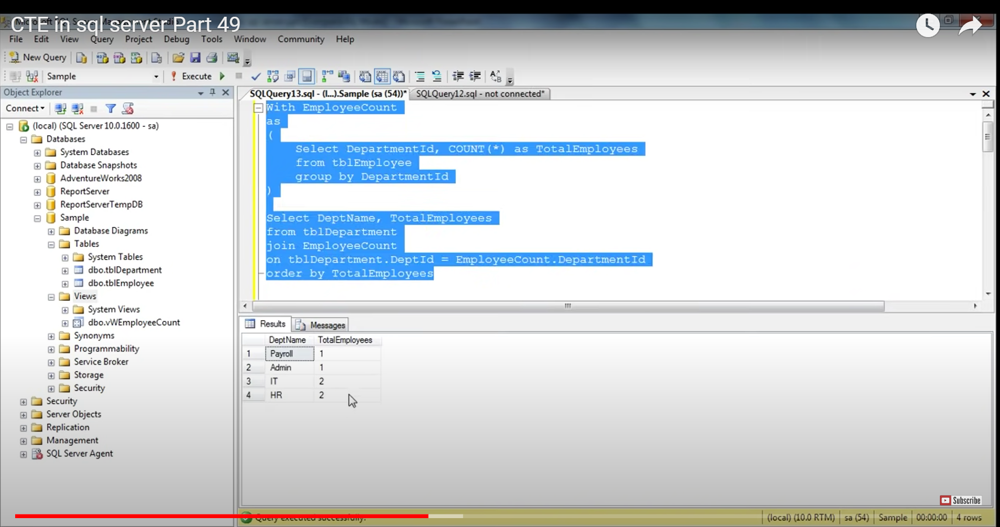 CTE in sql server Part 49
File Edit View Query Project Debug Tools Window Community Help
New Query
Sample Execute
Object Explorer
SQLQuery13.sql - (l...).Sample (sa (54))* SQLQuery12.sql - not connected*
Connect
(local) (SQL Server 10.0.1600 - sa)
Databases
System Databases
Database Snapshots
AdventureWorks2008
ReportServer
ReportServerTempDB
Sample
Database Diagrams
Tables
System Tables
dbo.tblDepartment
dbo.tblEmployee
Views
System Views
dbo.vWEmployeeCount
Synonyms
Programmability
Service Broker
Storage
Security
Security
Server Objects
Replication
Management
SQL Server Agent
With EmployeeCount
as
(
Select DepartmentId, COUNT(*) as TotalEmployees
from tblEmployee
group by DepartmentId
)
Select DeptName, TotalEmployees
from tblDepartment
join EmployeeCount
on tblDepartment.DeptId = EmployeeCount.DepartmentId
order by TotalEmployees
Results Messages
DeptName TotalEmployees
1 Payroll 1
2 Admin 1
3 IT 2
4 HR 2
Subscribe
Query executed successfully. (local) (10.0 RTM) sa (54) Sample 00:00:00 4 rows